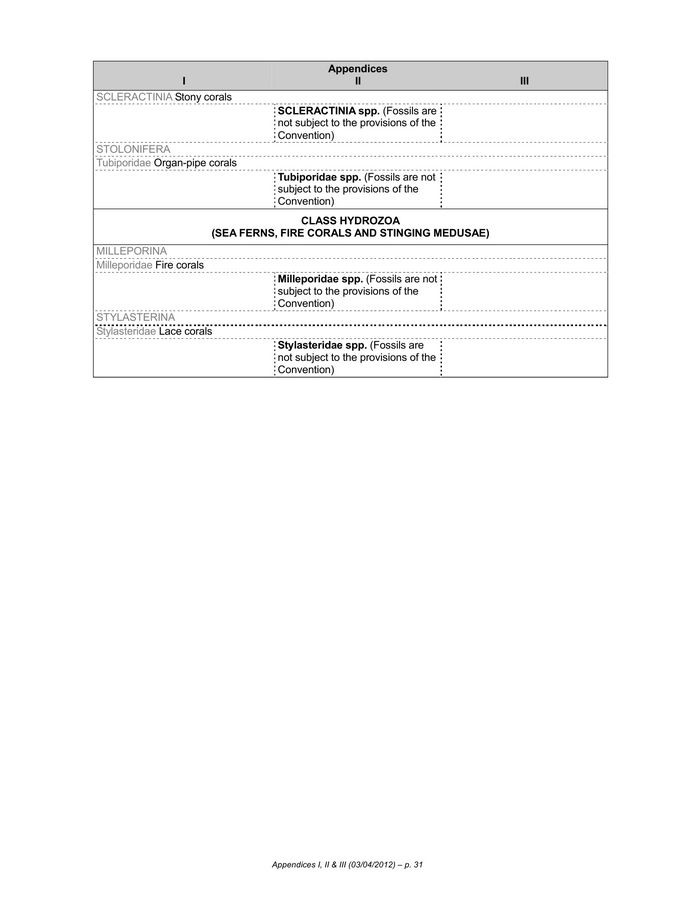 Appendices
I II III
SCLERACTINIA Stony corals
SCLERACTINIA spp. (Fossils are
not subject to the provisions of the
Convention)
STOLONIFERA
Tubiporidae Organ-pipe corals
Tubiporidae spp. (Fossils are not
subject to the provisions of the
Convention)
CLASS HYDROZOA
(SEA FERNS, FIRE CORALS AND STINGING MEDUSAE)
MILLEPORINA
Milleporidae Fire corals
Milleporidae spp. (Fossils are not
subject to the provisions of the
Convention)
STYLASTERINA
Stylasteridae Lace corals
Stylasteridae spp. (Fossils are
not subject to the provisions of the
Convention)
Appendices I, II & III (03/04/2012) – p. 31